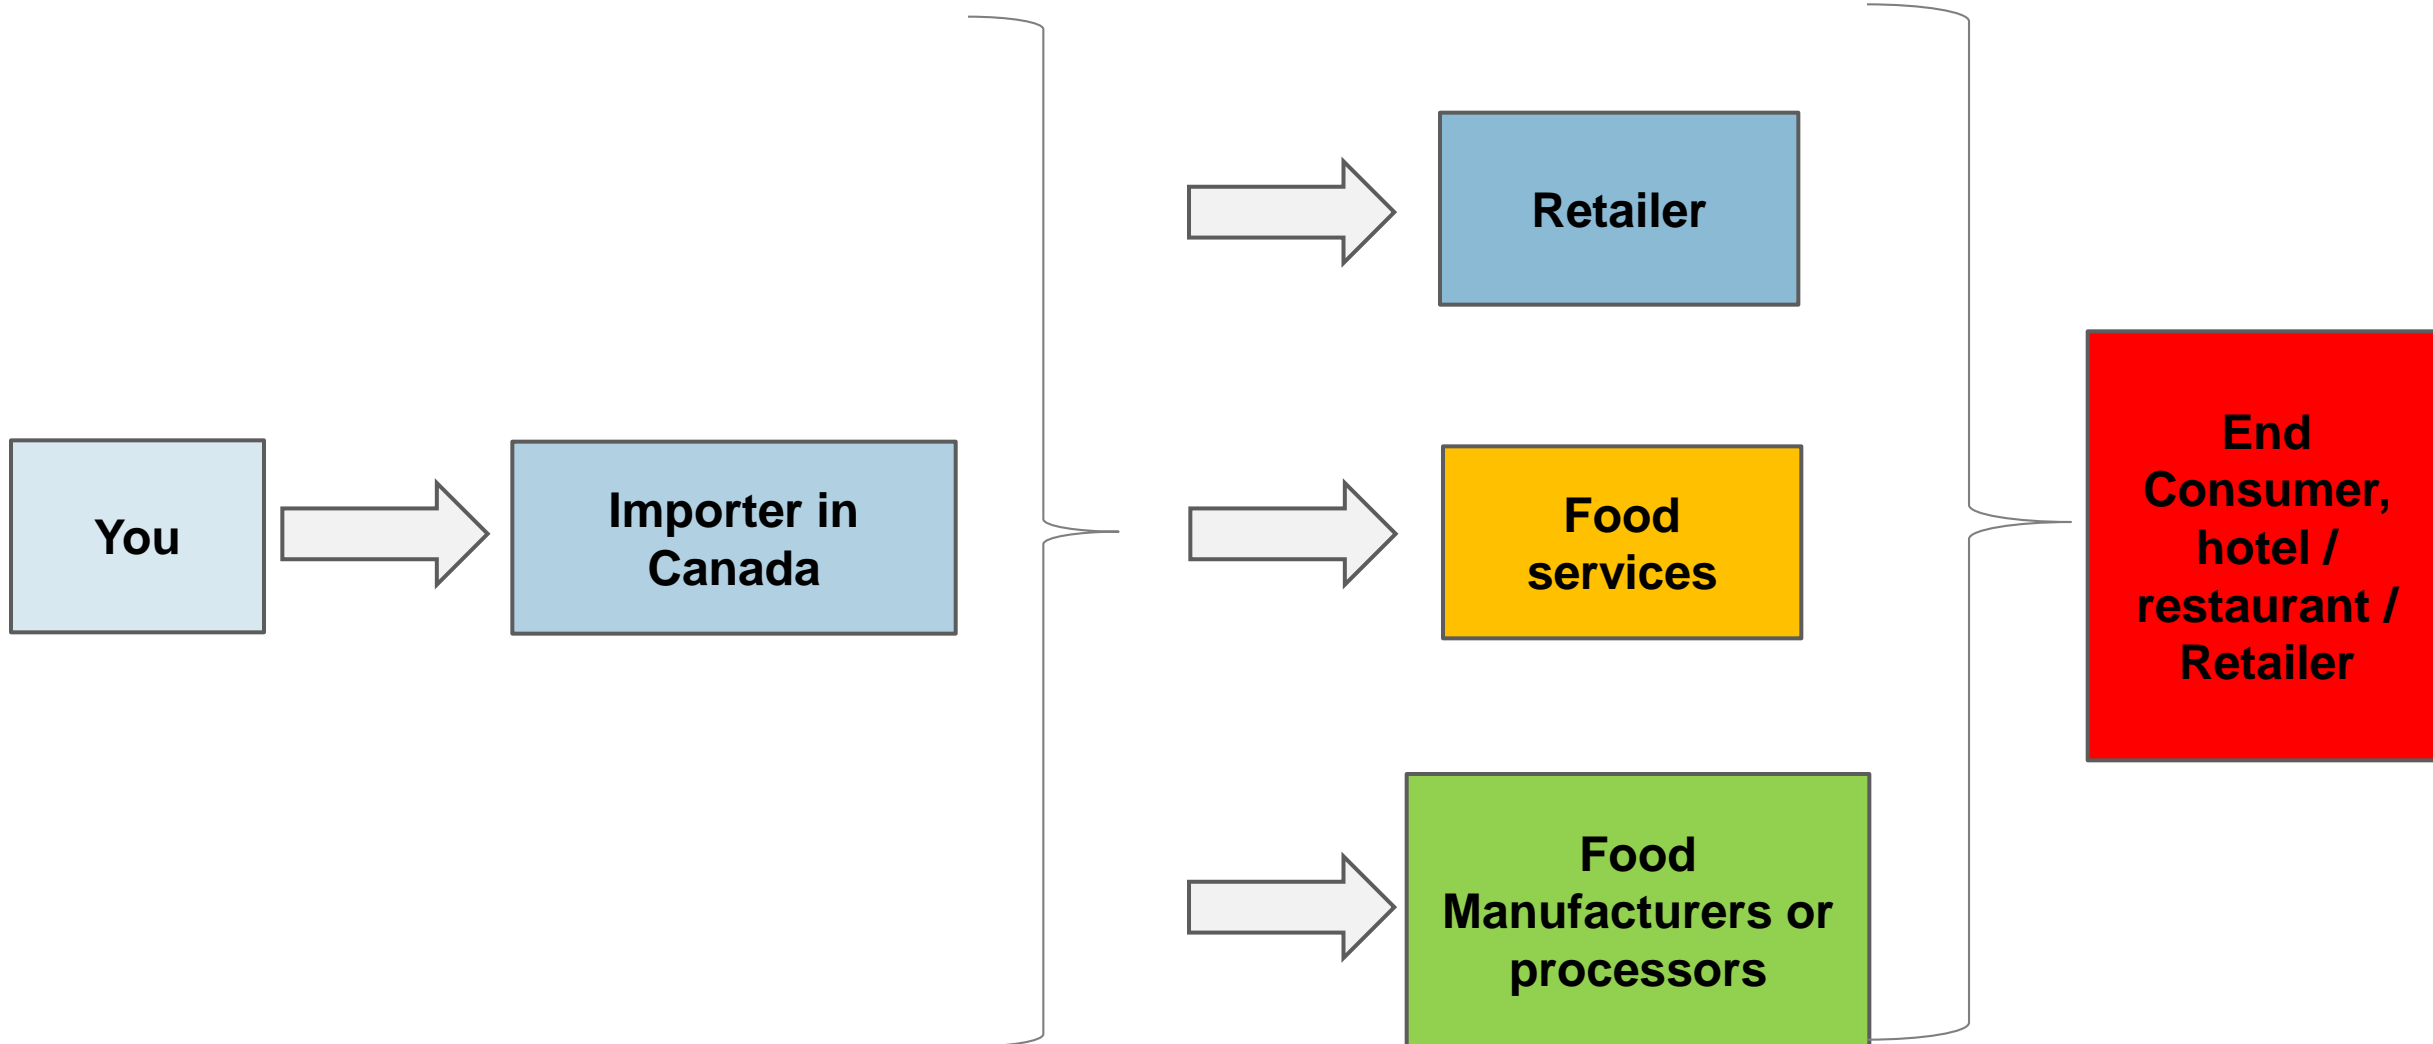 You
Importer in
Canada
Retailer
Food
services
Food
Manufacturers or
processors
End
Consumer,
hotel /
restaurant /
Retailer